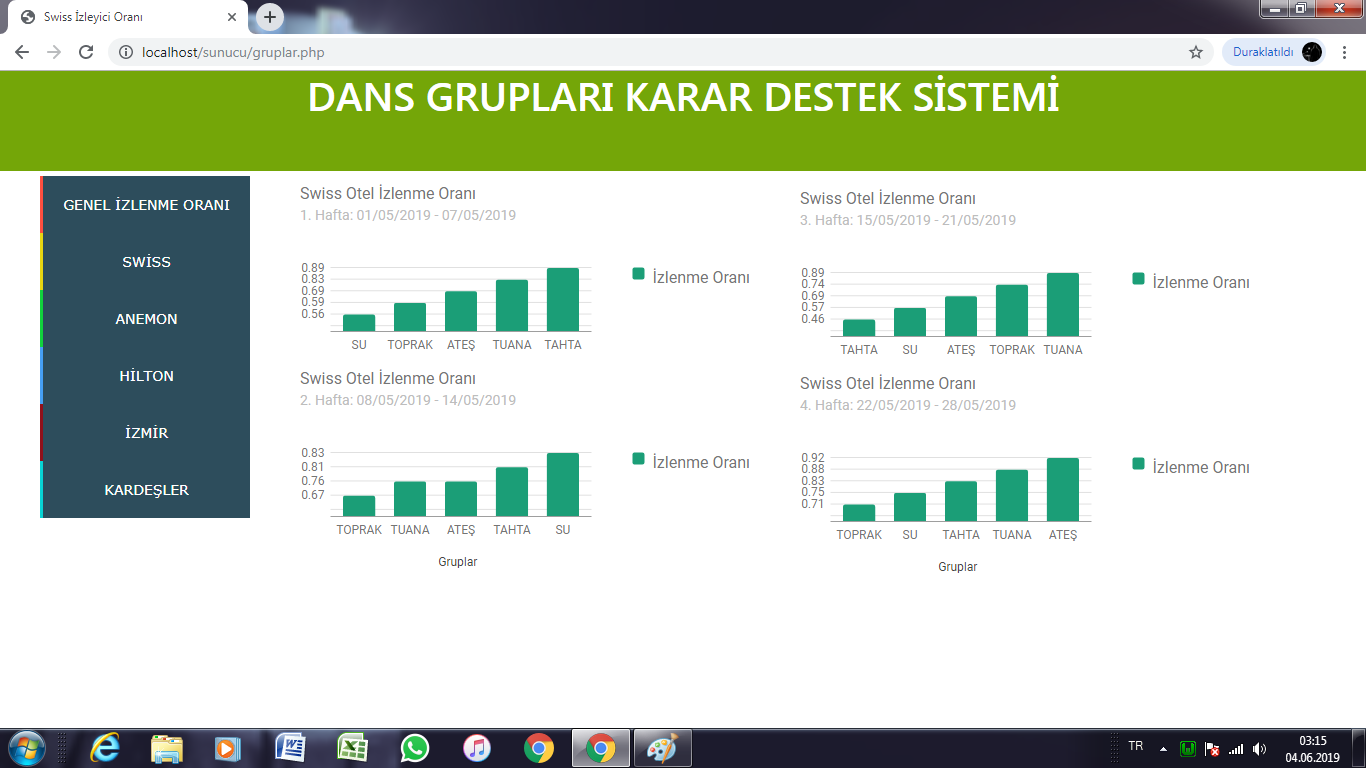 Swiss İzleyici Oranı
localhost/sunucu/gruplar.php
Duraklatıldı
DANS GRUPLARI KARAR DESTEK SİSTEMİ
GENEL İZLENME ORANI
SWİSS
ANEMON
HİLTON
İZMİR
KARDEŞLER
Swiss Otel İzlenme Oranı
1. Hafta: 01/05/2019 - 07/05/2019
0.89
0.83
0.69
0.59
0.56
SU TOPRAK ATEŞ TUANA TAHTA
İzlenme Oranı
Swiss Otel İzlenme Oranı
3. Hafta: 15/05/2019 - 21/05/2019
0.89
0.74
0.69
0.57
0.46
TAHTA SU ATEŞ TOPRAK TUANA
İzlenme Oranı
Swiss Otel İzlenme Oranı
2. Hafta: 08/05/2019 - 14/05/2019
0.83
0.81
0.76
0.67
TOPRAK TUANA ATEŞ TAHTA SU
Gruplar
İzlenme Oranı
Swiss Otel İzlenme Oranı
4. Hafta: 22/05/2019 - 28/05/2019
0.92
0.88
0.83
0.75
0.71
TOPRAK SU TAHTA TUANA ATEŞ
Gruplar
İzlenme Oranı
TR
03:15
04.06.2019